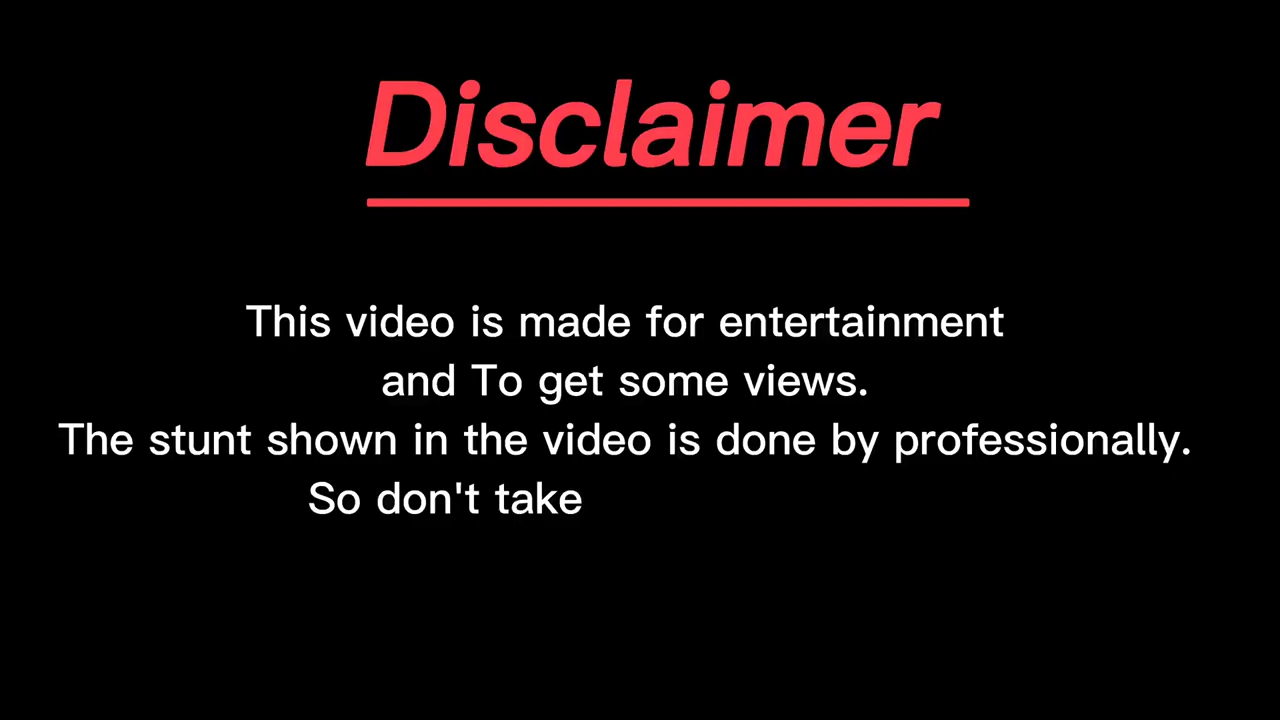 Disclaimer
This video is made for entertainment
and To get some views.
The stunt shown in the video is done by professionally.
So don't take